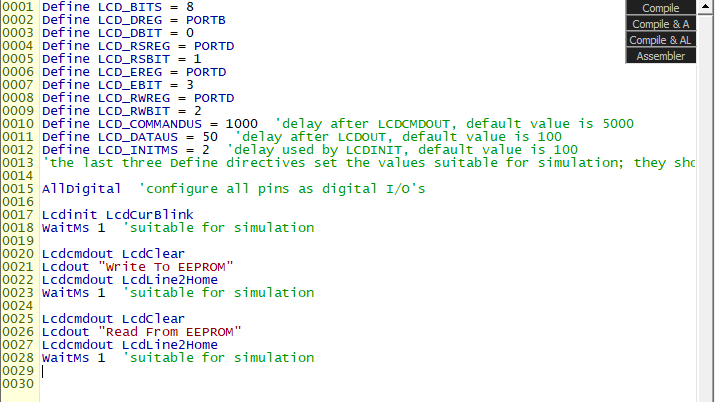 0001 Define LCD_BITS = 8
0002 Define LCD_DREG = PORTB
0003 Define LCD_DBIT = 0
0004 Define LCD_RSREG = PORTD
0005 Define LCD_RSBIT = 1
0006 Define LCD_EREG = PORTD
0007 Define LCD_EBIT = 3
0008 Define LCD_RWREG = PORTD
0009 Define LCD_RWBIT = 2
0010 Define LCD_COMMANDUS = 1000 'delay after LCDCMDOUT, default value is 5000
0011 Define LCD_DATAUS = 50 'delay after LCDOUT, default value is 100
0012 Define LCD_INITMS = 2 'delay used by LCDINIT, default value is 100
0013 'the last three Define directives set the values suitable for simulation; they sho
0014
0015 AllDigital 'configure all pins as digital I/O's
0016
0017 Lcdinit LcdCurBlink
0018 WaitMs 1 'suitable for simulation
0019
0020 Lcdcmdout LcdClear
0021 Lcdout "Write To EEPROM"
0022 Lcdcmdout LcdLine2Home
0023 WaitMs 1 'suitable for simulation
0024
0025 Lcdcmdout LcdClear
0026 Lcdout "Read From EEPROM"
0027 Lcdcmdout LcdLine2Home
0028 WaitMs 1 'suitable for simulation
0029
0030
Compile
Compile & A
Compile & AL
Assembler